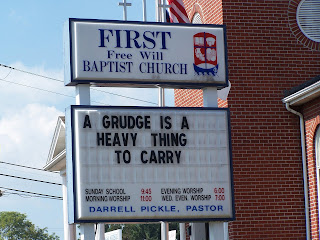 FIRST
Free Will
BAPTIST CHURCH
A GRUDGE IS A
HEAVY THING
TO CARRY
SUNDAY SCHOOL 9:45 EVENING WORSHIP 6:00
MORNING WORSHIP 11:00 WED. EVEN. WORSHIP 7:00
DARRELL PICKLE, PASTOR